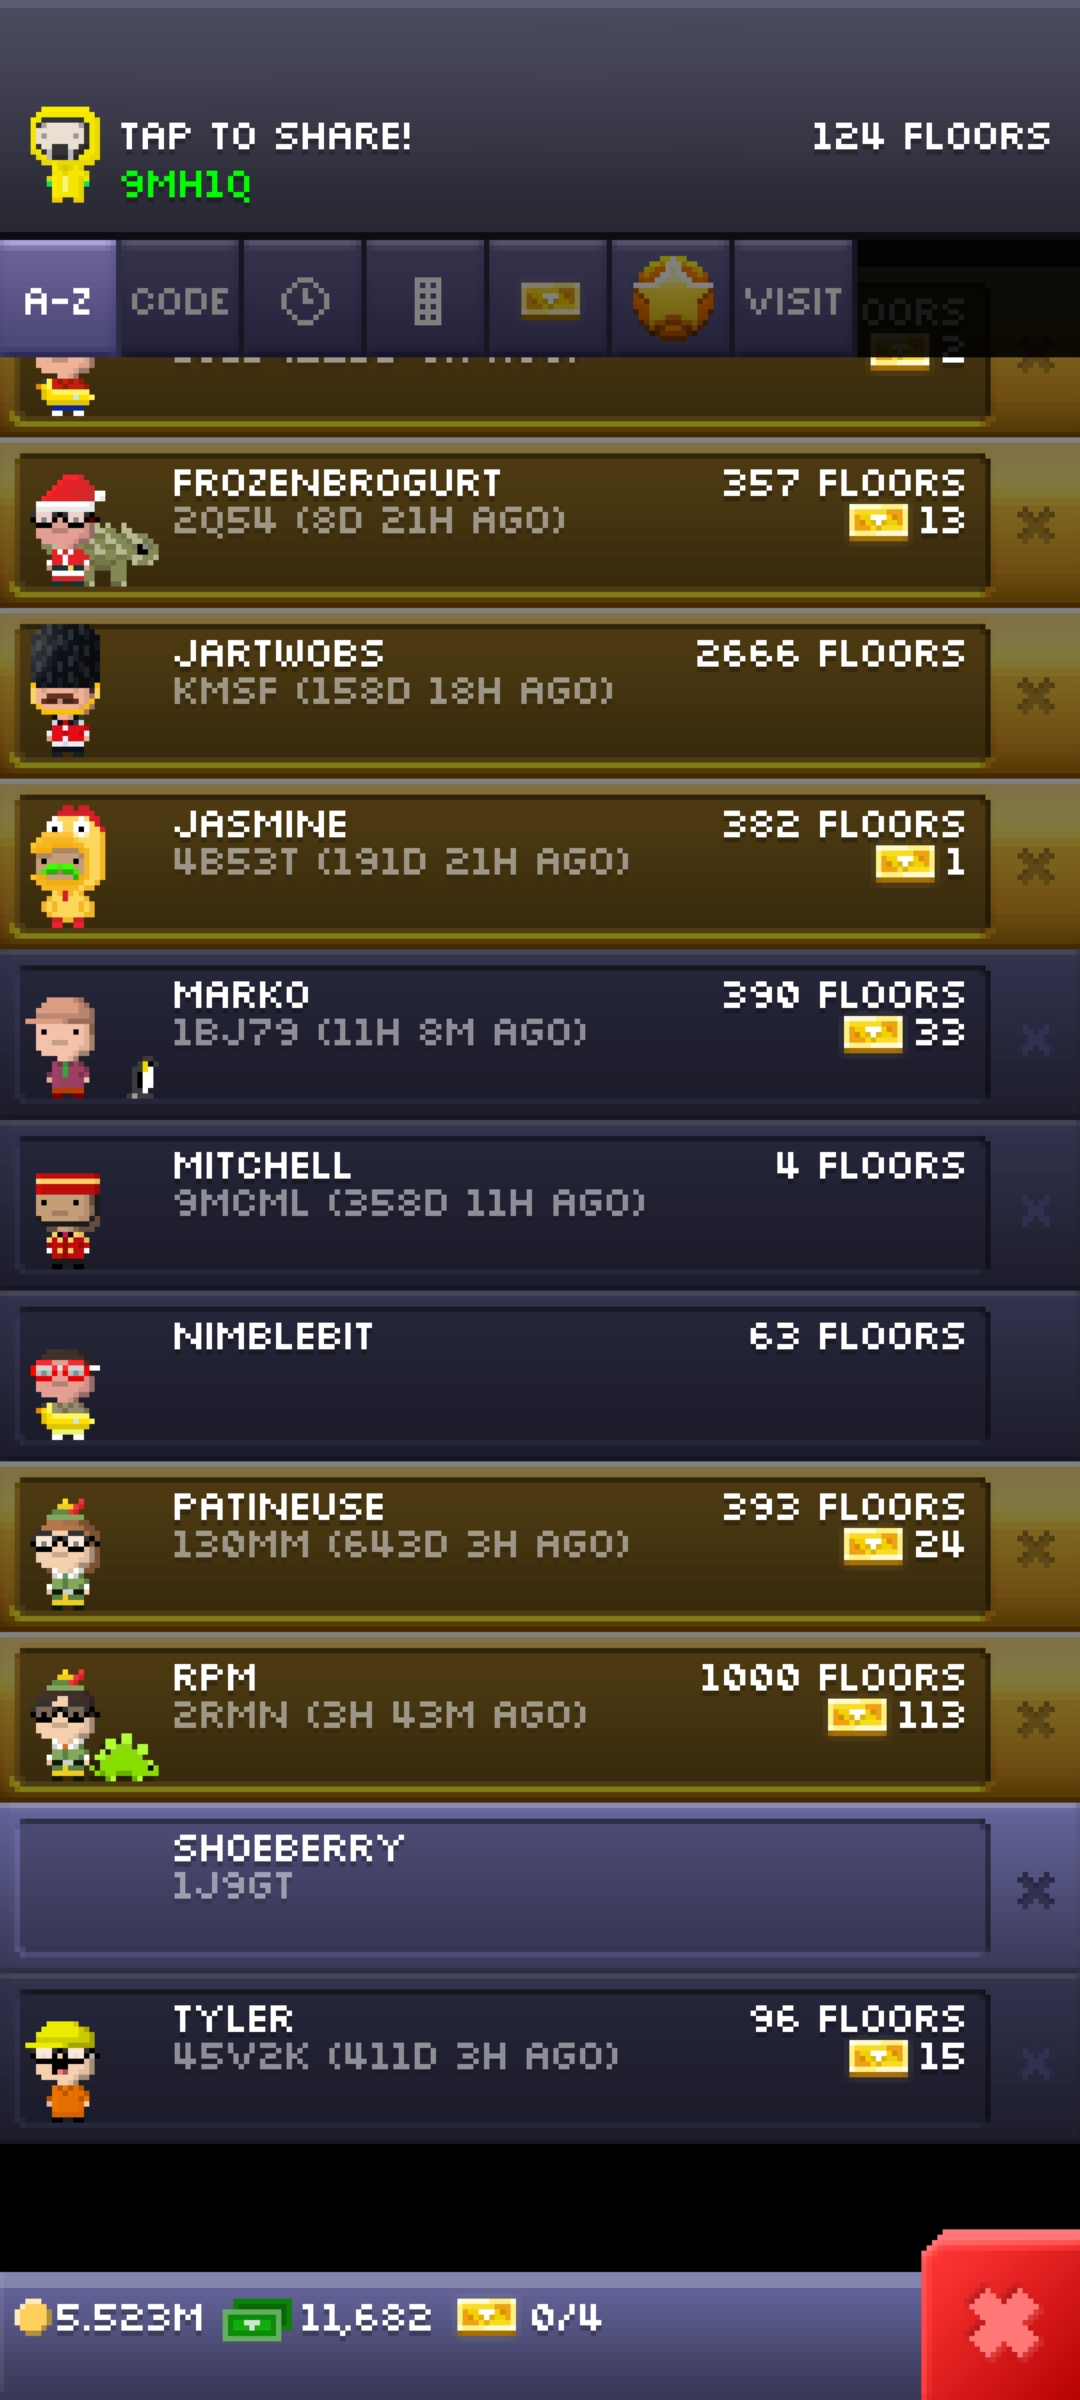 TAP TO SHARE!
124 FLOORS
9MH1Q
A-Z
CODE
VISIT
2
FROZENBROGURT
357 FLOORS
2Q54 (8D 21H AGO)
13
JARTWOBS
2666 FLOORS
KMSF (158D 18H AGO)
JASMINE
382 FLOORS
4B53T (191D 21H AGO)
1
MARKO
390 FLOORS
1BJ79 (11H 8M AGO)
33
MITCHELL
4 FLOORS
9MCML (358D 11H AGO)
NIMBLEBIT
63 FLOORS
PATINEUSE
393 FLOORS
130MM (643D 3H AGO)
24
RPM
1000 FLOORS
2RMN (3H 43M AGO)
113
SHOEBERRY
1J9GT
TYLER
96 FLOORS
45V2K (411D 3H AGO)
15
5.523M
11,682
0/4